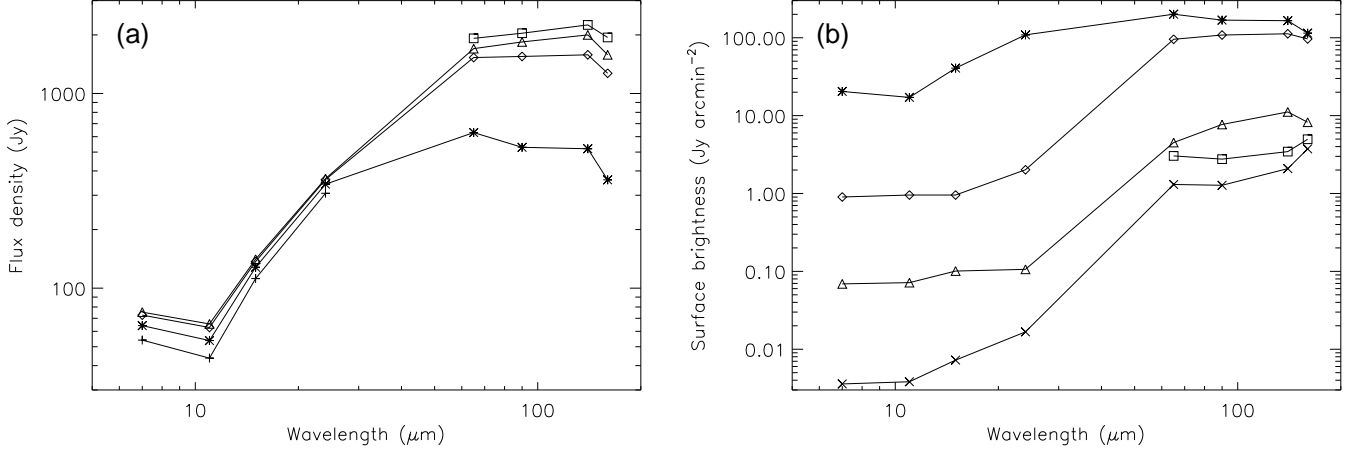 (a)
1000
100
Flux density (Jy)
10
100
Wavelength (μm)
(b)
100.00
10.00
1.00
0.10
0.01
Surface brightness (Jy arcmin⁻²)
10
100
Wavelength (μm)